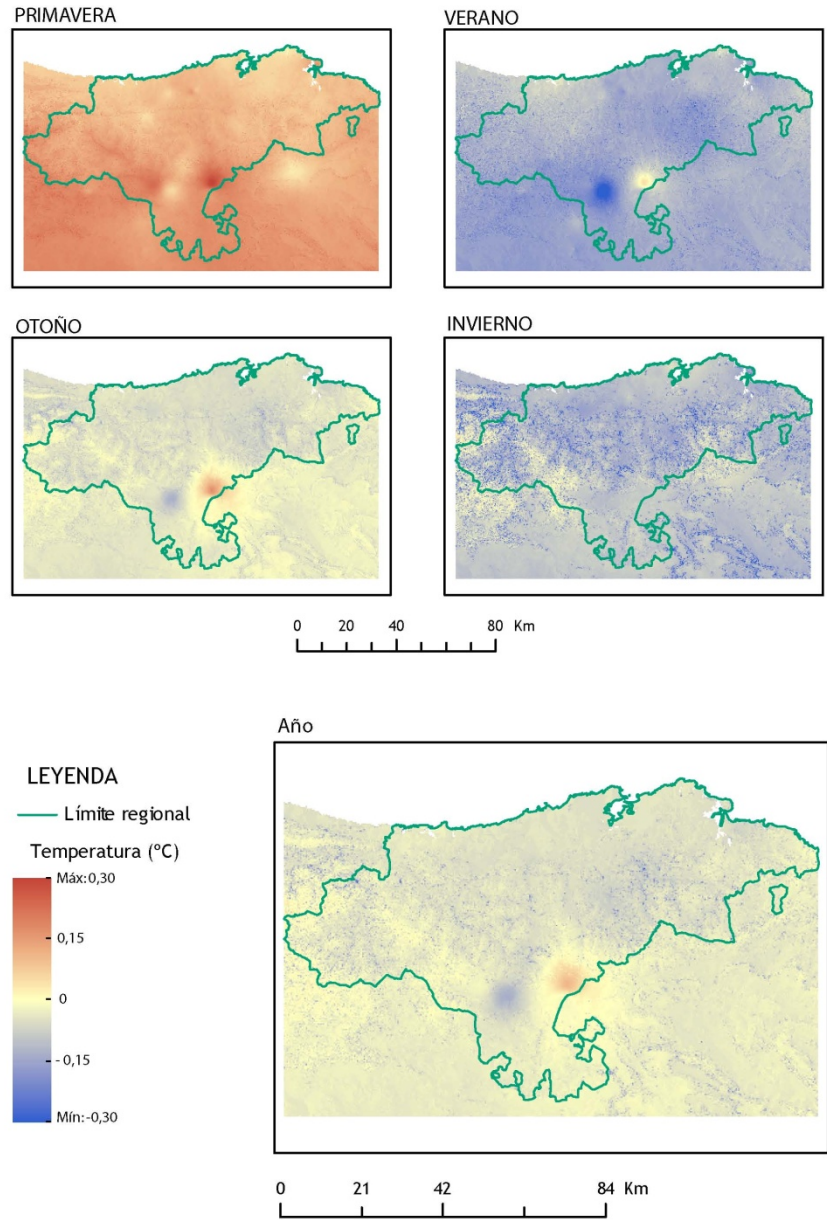 PRIMAVERA
VERANO
OTOÑO
INVIERNO
0 20 40 80 Km
Año
LEYENDA
Límite regional
Temperatura (ºC)
Máx:0,30
0,15
0
- 0,15
Mín:-0,30
0 21 42 84 Km